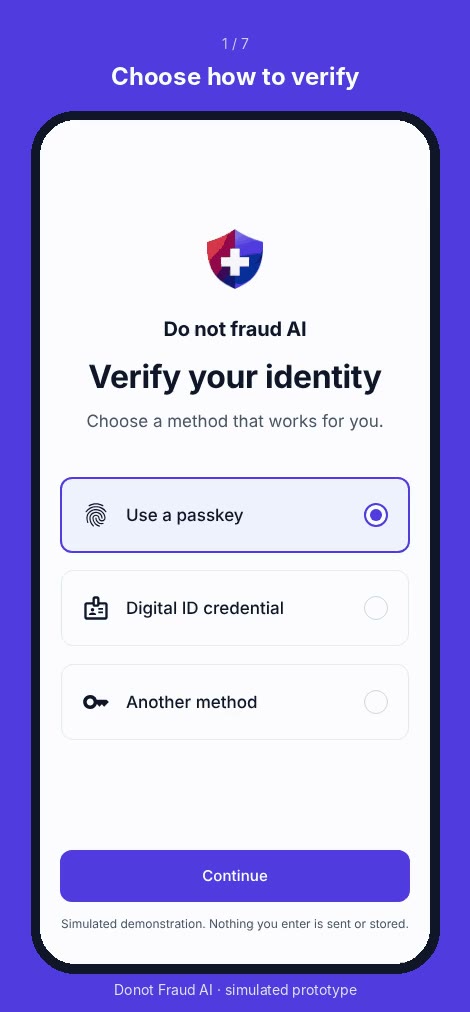 1 / 7
Choose how to verify
Do not fraud AI
Verify your identity
Choose a method that works for you.
Use a passkey
Digital ID credential
Another method
Continue
Simulated demonstration. Nothing you enter is sent or stored.
Donot Fraud AI · simulated prototype